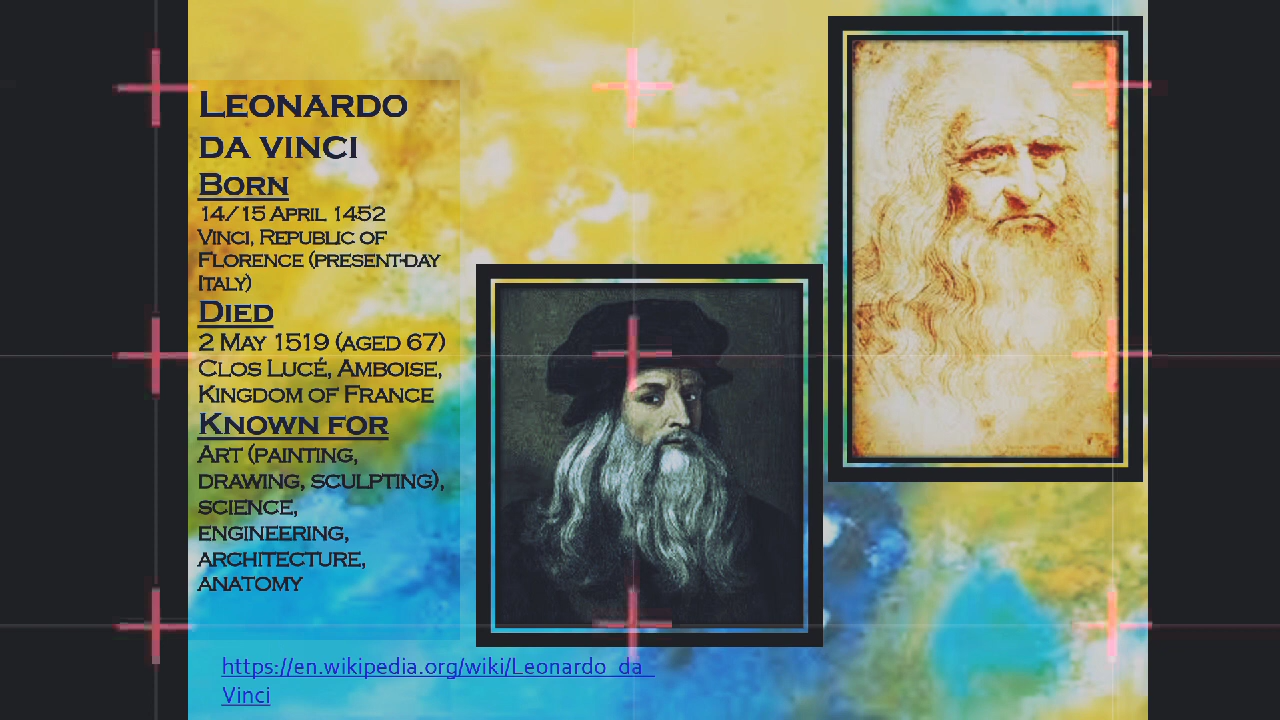 LEONARDO
DA VINCI
BORN
14/15 APRIL 1452
VINCI, REPUBLIC OF
FLORENCE (PRESENT-DAY
ITALY)
DIED
2 MAY 1519 (AGED 67)
CLOS LUCÉ, AMBOISE,
KINGDOM OF FRANCE
KNOWN FOR
ART (PAINTING,
DRAWING, SCULPTING),
SCIENCE,
ENGINEERING,
ARCHITECTURE,
ANATOMY
https://en.wikipedia.org/wiki/Leonardo_da_
Vinci